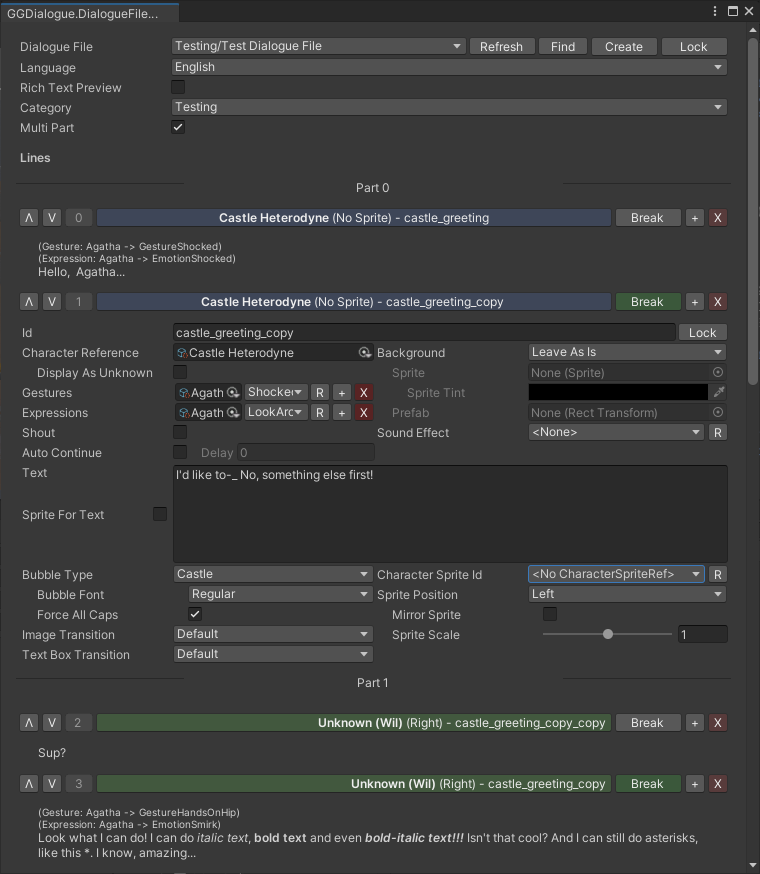 GGDialogue.DialogueFile...
Dialogue File Testing/Test Dialogue File Refresh Find Create Lock
Language English
Rich Text Preview
Category Testing
Multi Part
Lines
Part 0
Λ V 0 Castle Heterodyne (No Sprite) - castle_greeting Break + X
(Gesture: Agatha -> GestureShocked)
(Expression: Agatha -> EmotionShocked)
Hello, Agatha...
Λ V 1 Castle Heterodyne (No Sprite) - castle_greeting_copy Break + X
Id castle_greeting_copy Lock
Character Reference Castle Heterodyne Background Leave As Is
Display As Unknown Sprite None (Sprite)
Gestures Agath Shocke R + X Sprite Tint
Expressions Agath LookAro R + X Prefab None (Rect Transform)
Shout Sound Effect <None> R
Auto Continue Delay 0
Text I'd like to-_ No, something else first!
Sprite For Text
Bubble Type Castle Character Sprite Id <No CharacterSpriteRef> R
Bubble Font Regular Sprite Position Left
Force All Caps Mirror Sprite
Image Transition Default Sprite Scale 1
Text Box Transition Default
Part 1
Λ V 2 Unknown (Wil) (Right) - castle_greeting_copy_copy Break + X
Sup?
Λ V 3 Unknown (Wil) (Right) - castle_greeting_copy Break + X
(Gesture: Agatha -> GestureHandsOnHip)
(Expression: Agatha -> EmotionSmirk)
Look what I can do! I can do italic text, bold text and even bold-italic text!!! Isn't that cool? And I can still do asterisks,
like this *. I know, amazing...